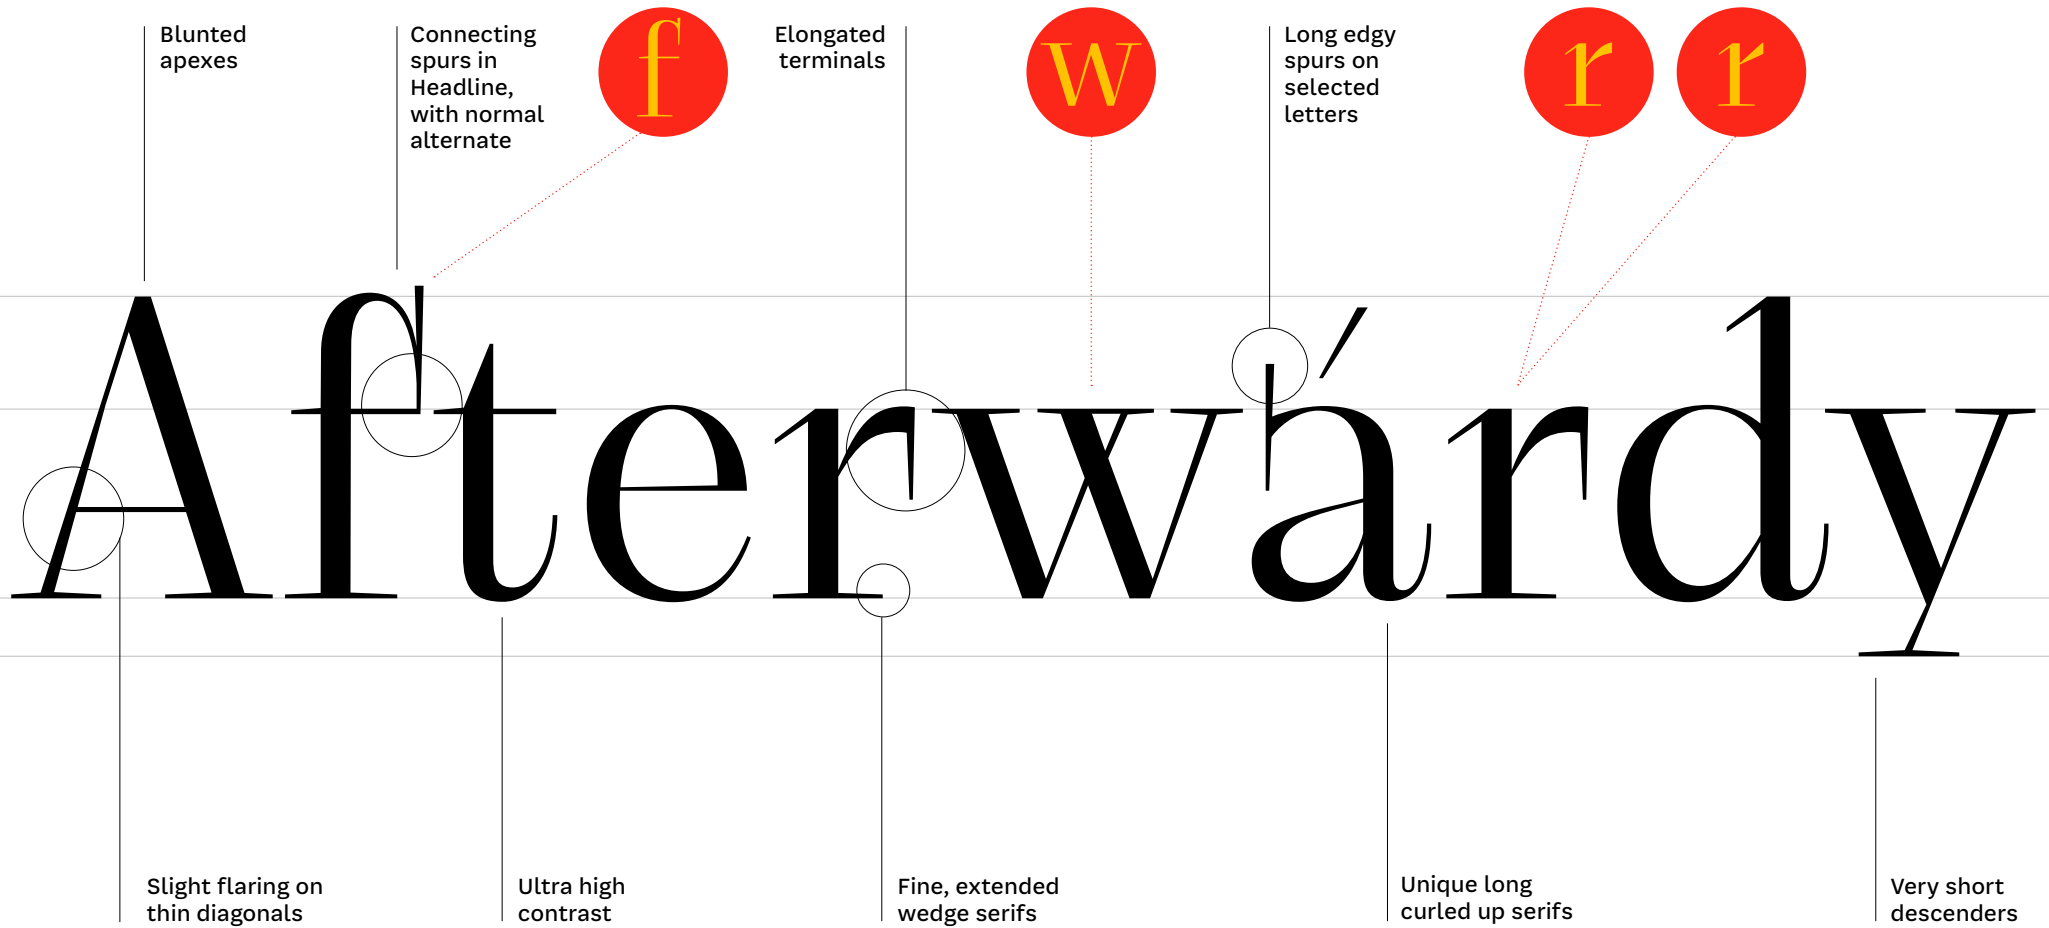 Blunted
apexes
Connecting
spurs in
Headline,
with normal
alternate
f
Elongated
terminals
w
Long edgy
spurs on
selected
letters
r
r
Afterwárdy
Slight flaring on
thin diagonals
Ultra high
contrast
Fine, extended
wedge serifs
Unique long
curled up serifs
Very short
descenders